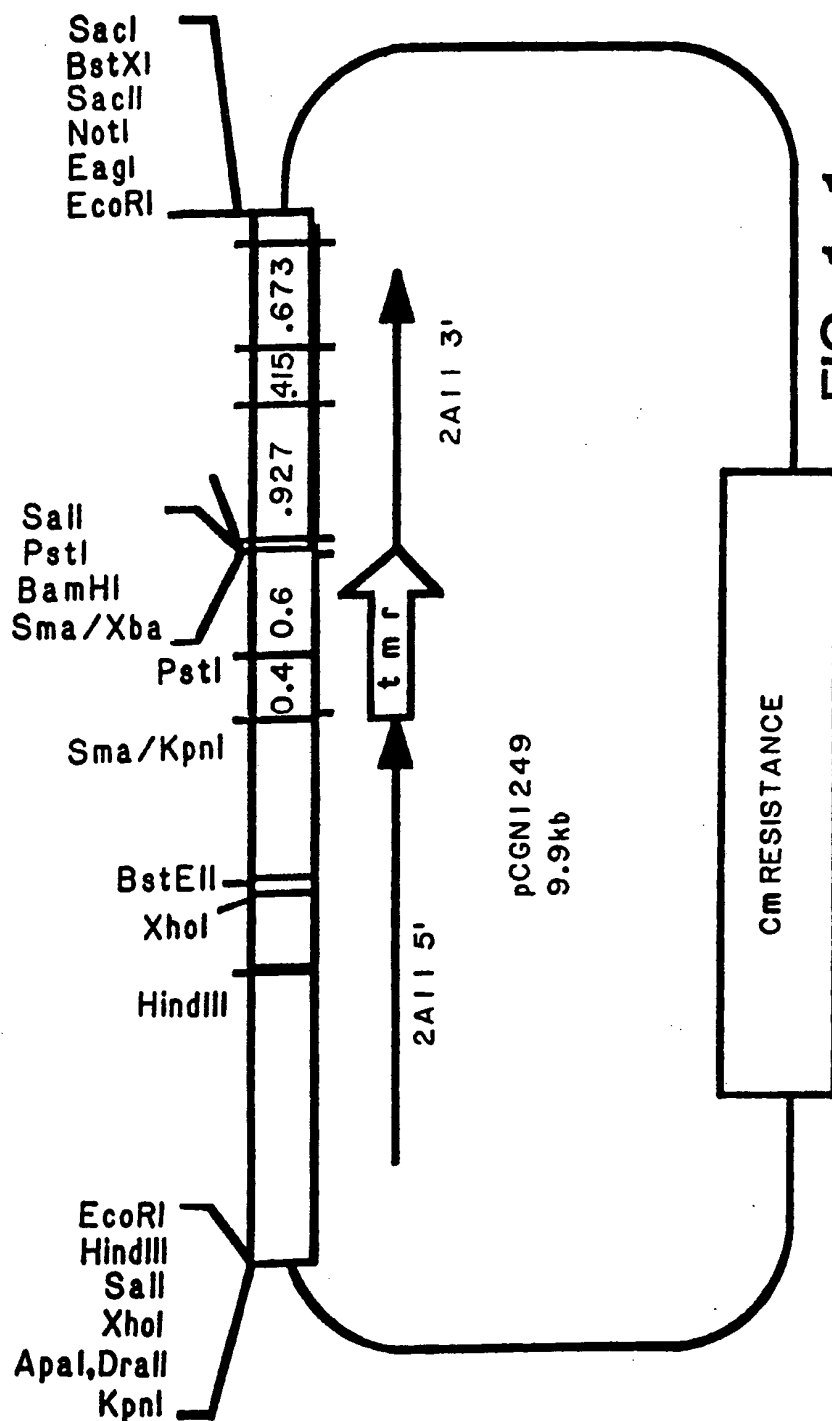 SacI
BstXI
SacII
NotI
EagI
EcoRI
.673
.415
.927
SalI
PstI
BamHI
Sma/Xba
0.6
PstI
0.4
Sma/KpnI
BstEII
XhoI
HindIII
EcoRI
HindIII
SalI
XhoI
ApaI,DraII
KpnI
2A11 3'
tmr
2A11 5'
pCGN1249
9.9kb
Cm RESISTANCE